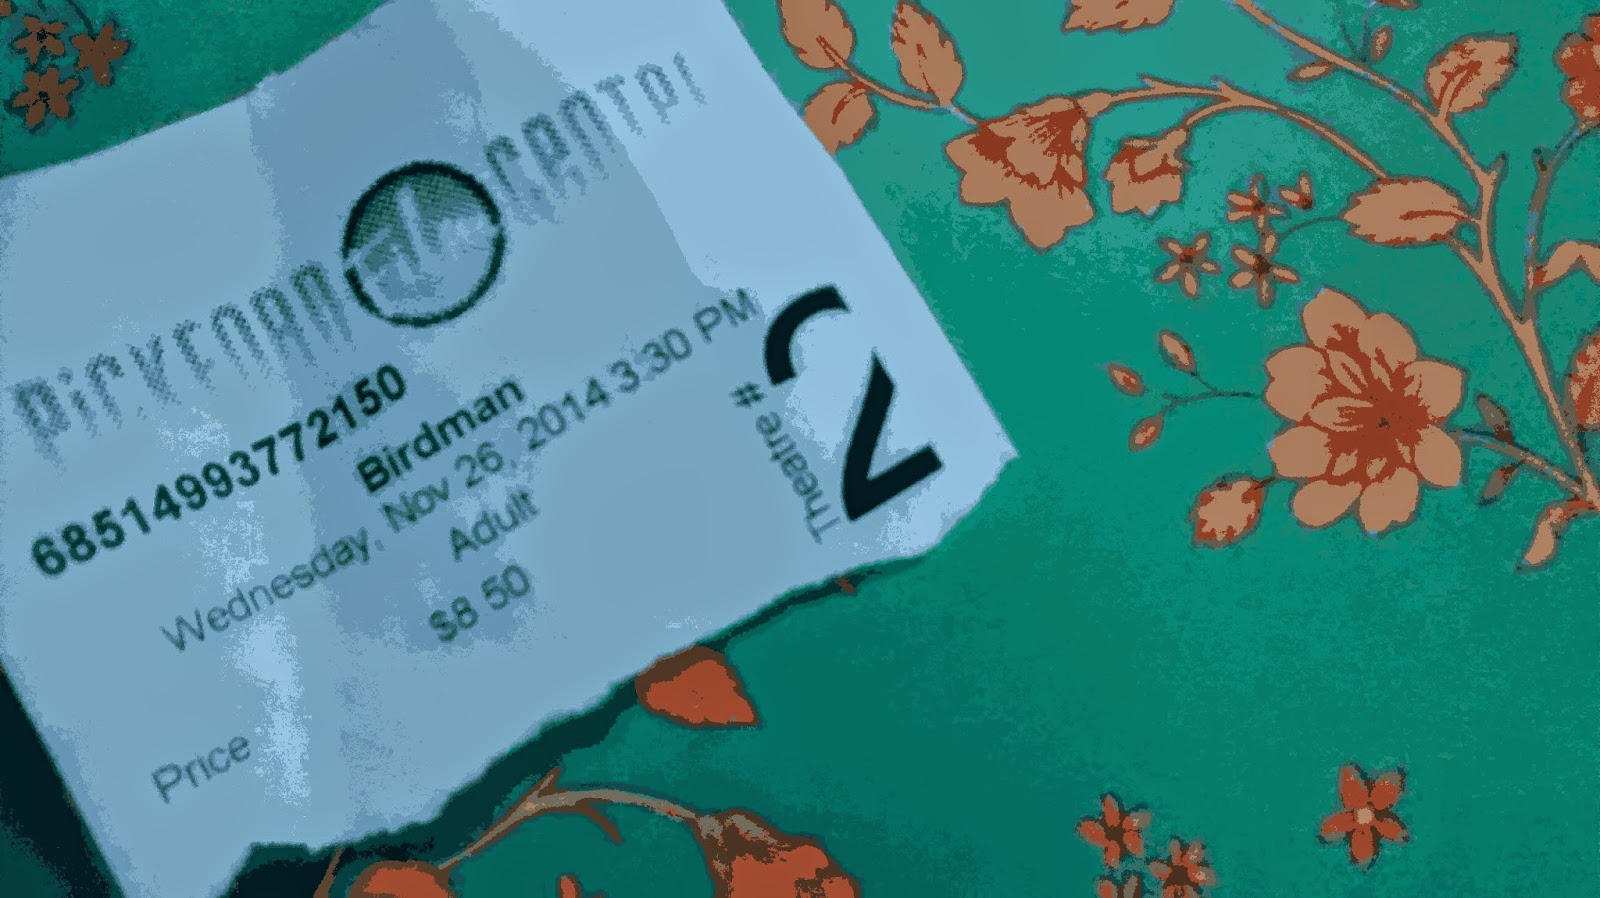 68514993772150
Birdman
Wednesday, Nov 26, 2014 3:30 PM
Adult
$8 50
Price
Theatre #
2